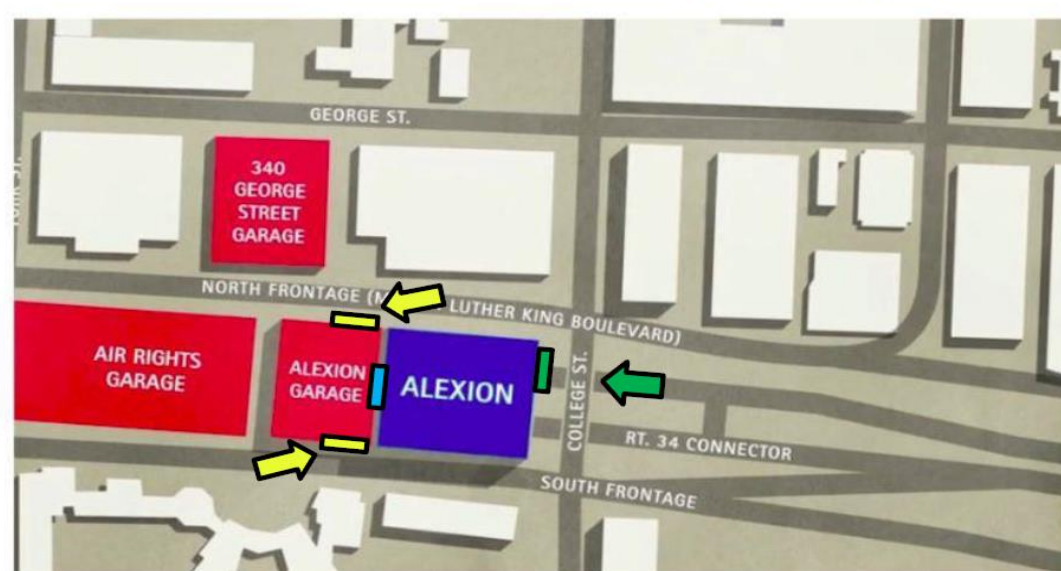 GEORGE ST.
340
GEORGE
STREET
GARAGE
NORTH FRONTAGE (M LUTHER KING BOULEVARD)
AIR RIGHTS
GARAGE
ALEXION
GARAGE
ALEXION
COLLEGE ST.
RT. 34 CONNECTOR
SOUTH FRONTAGE